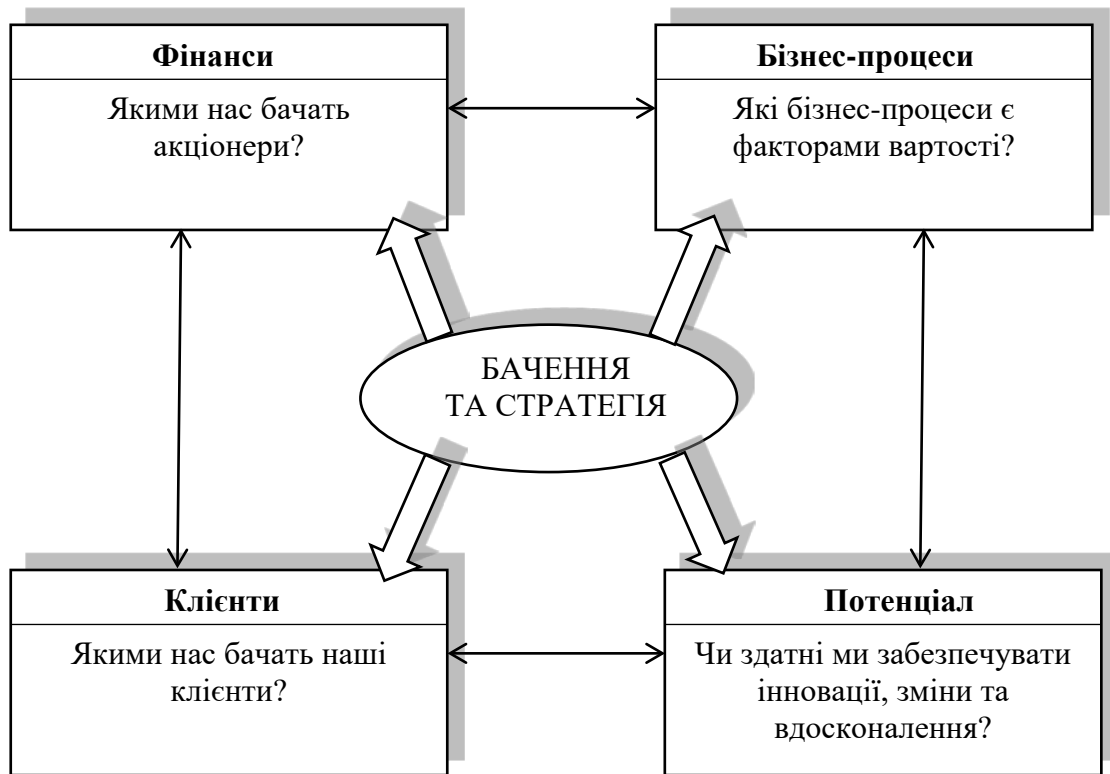 Фінанси
Якими нас бачать
акціонери?
Бізнес-процеси
Які бізнес-процеси є
факторами вартості?
БАЧЕННЯ
ТА СТРАТЕГІЯ
Клієнти
Якими нас бачать наші
клієнти?
Потенціал
Чи здатні ми забезпечувати
інновації, зміни та
вдосконалення?